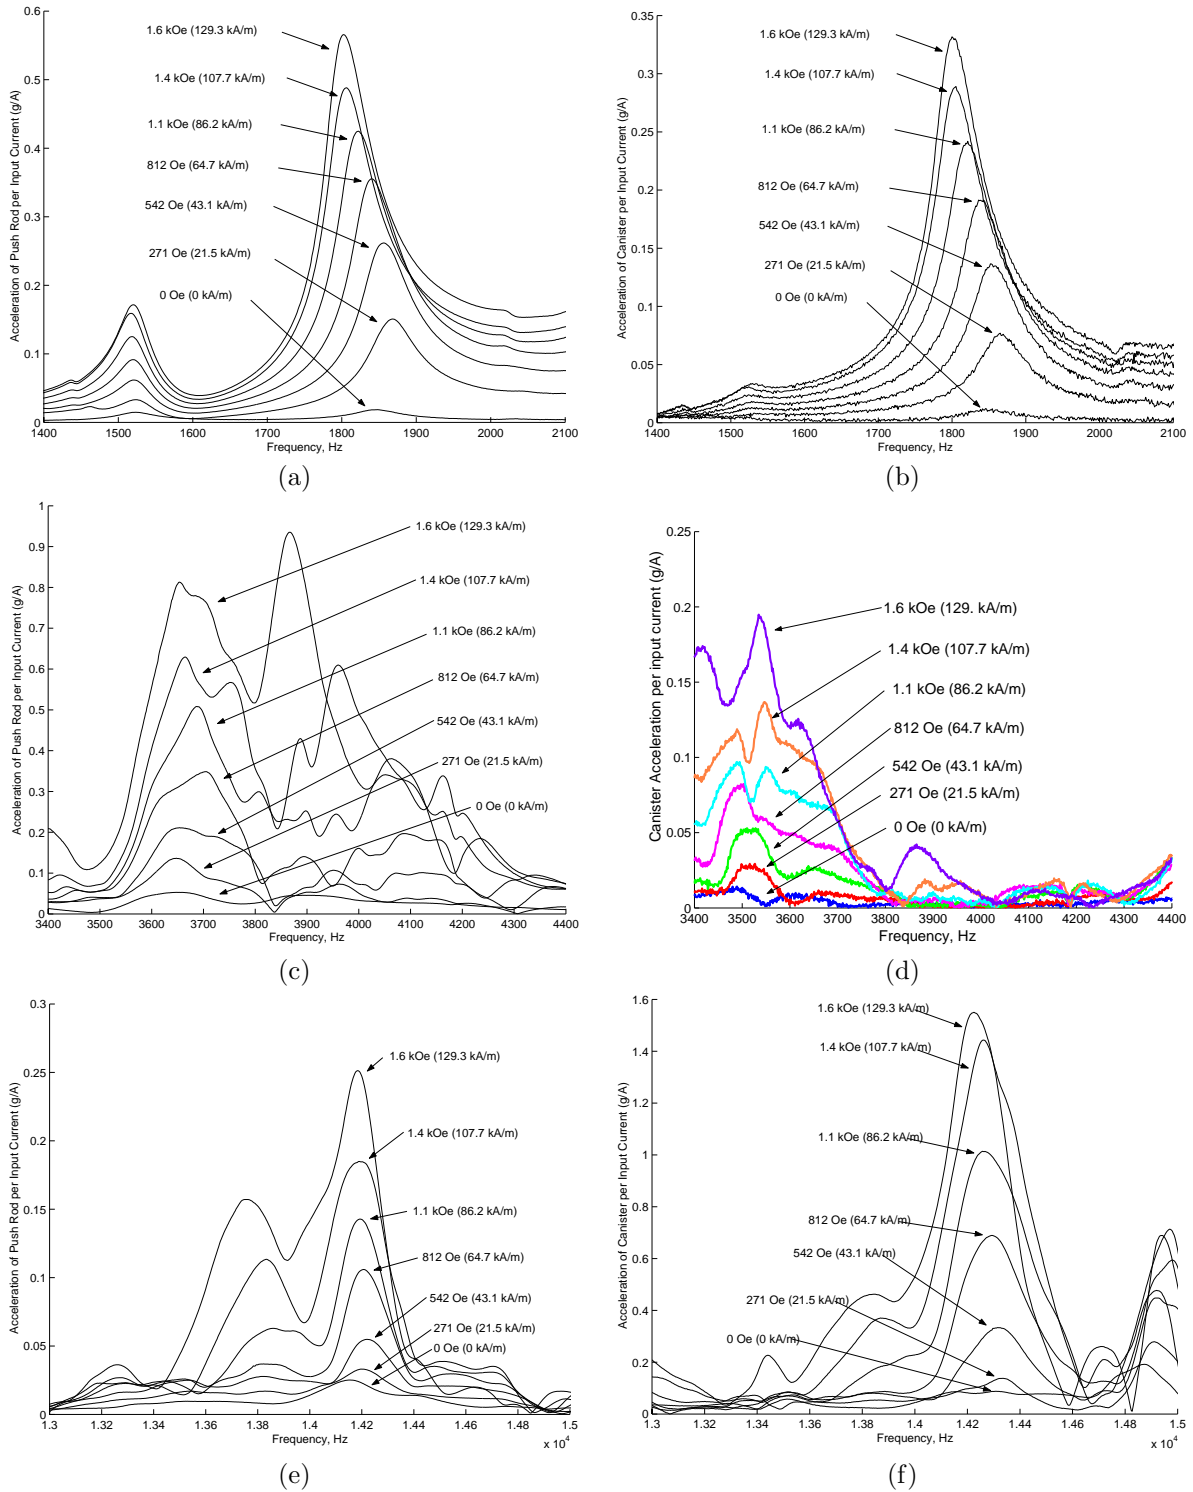 0.6
0.5
0.4
0.3
0.2
0.1
0
1400 1500 1600 1700 1800 1900 2000 2100
Frequency, Hz
Acceleration of Push Rod per Input Current (g/A)
1.6 kOe (129.3 kA/m)
1.4 kOe (107.7 kA/m)
1.1 kOe (86.2 kA/m)
812 Oe (64.7 kA/m)
542 Oe (43.1 kA/m)
271 Oe (21.5 kA/m)
0 Oe (0 kA/m)
(a)
0.35
0.3
0.25
0.2
0.15
0.1
0.05
0
1400 1500 1600 1700 1800 1900 2000 2100
Frequency, Hz
Acceleration of Canister per Input Current (g/A)
1.6 kOe (129.3 kA/m)
1.4 kOe (107.7 kA/m)
1.1 kOe (86.2 kA/m)
812 Oe (64.7 kA/m)
542 Oe (43.1 kA/m)
271 Oe (21.5 kA/m)
0 Oe (0 kA/m)
(b)
1
0.9
0.8
0.7
0.6
0.5
0.4
0.3
0.2
0.1
0
3400 3500 3600 3700 3800 3900 4000 4100 4200 4300 4400
Frequency, Hz
Acceleration of Push Rod per Input Current (g/A)
1.6 kOe (129.3 kA/m)
1.4 kOe (107.7 kA/m)
1.1 kOe (86.2 kA/m)
812 Oe (64.7 kA/m)
542 Oe (43.1 kA/m)
271 Oe (21.5 kA/m)
0 Oe (0 kA/m)
(c)
0.25
0.2
0.15
0.1
0.05
0
3400 3500 3600 3700 3800 3900 4000 4100 4200 4300 4400
Frequency, Hz
Canister Acceleration per input current (g/A)
1.6 kOe (129. kA/m)
1.4 kOe (107.7 kA/m)
1.1 kOe (86.2 kA/m)
812 Oe (64.7 kA/m)
542 Oe (43.1 kA/m)
271 Oe (21.5 kA/m)
0 Oe (0 kA/m)
(d)
0.3
0.25
0.2
0.15
0.1
0.05
0
1.3 1.32 1.34 1.36 1.38 1.4 1.42 1.44 1.46 1.48 1.5
x 10^4
Frequency, Hz
Acceleration of Push Rod per Input Current (g/A)
1.6 kOe (129.3 kA/m)
1.4 kOe (107.7 kA/m)
1.1 kOe (86.2 kA/m)
812 Oe (64.7 kA/m)
542 Oe (43.1 kA/m)
271 Oe (21.5 kA/m)
0 Oe (0 kA/m)
(e)
1.6
1.4
1.2
1
0.8
0.6
0.4
0.2
0
1.3 1.32 1.34 1.36 1.38 1.4 1.42 1.44 1.46 1.48 1.5
x 10^4
Frequency, Hz
Acceleration of Canister per Input Current (g/A)
1.6 kOe (129.3 kA/m)
1.4 kOe (107.7 kA/m)
1.1 kOe (86.2 kA/m)
812 Oe (64.7 kA/m)
542 Oe (43.1 kA/m)
271 Oe (21.5 kA/m)
0 Oe (0 kA/m)
(f)